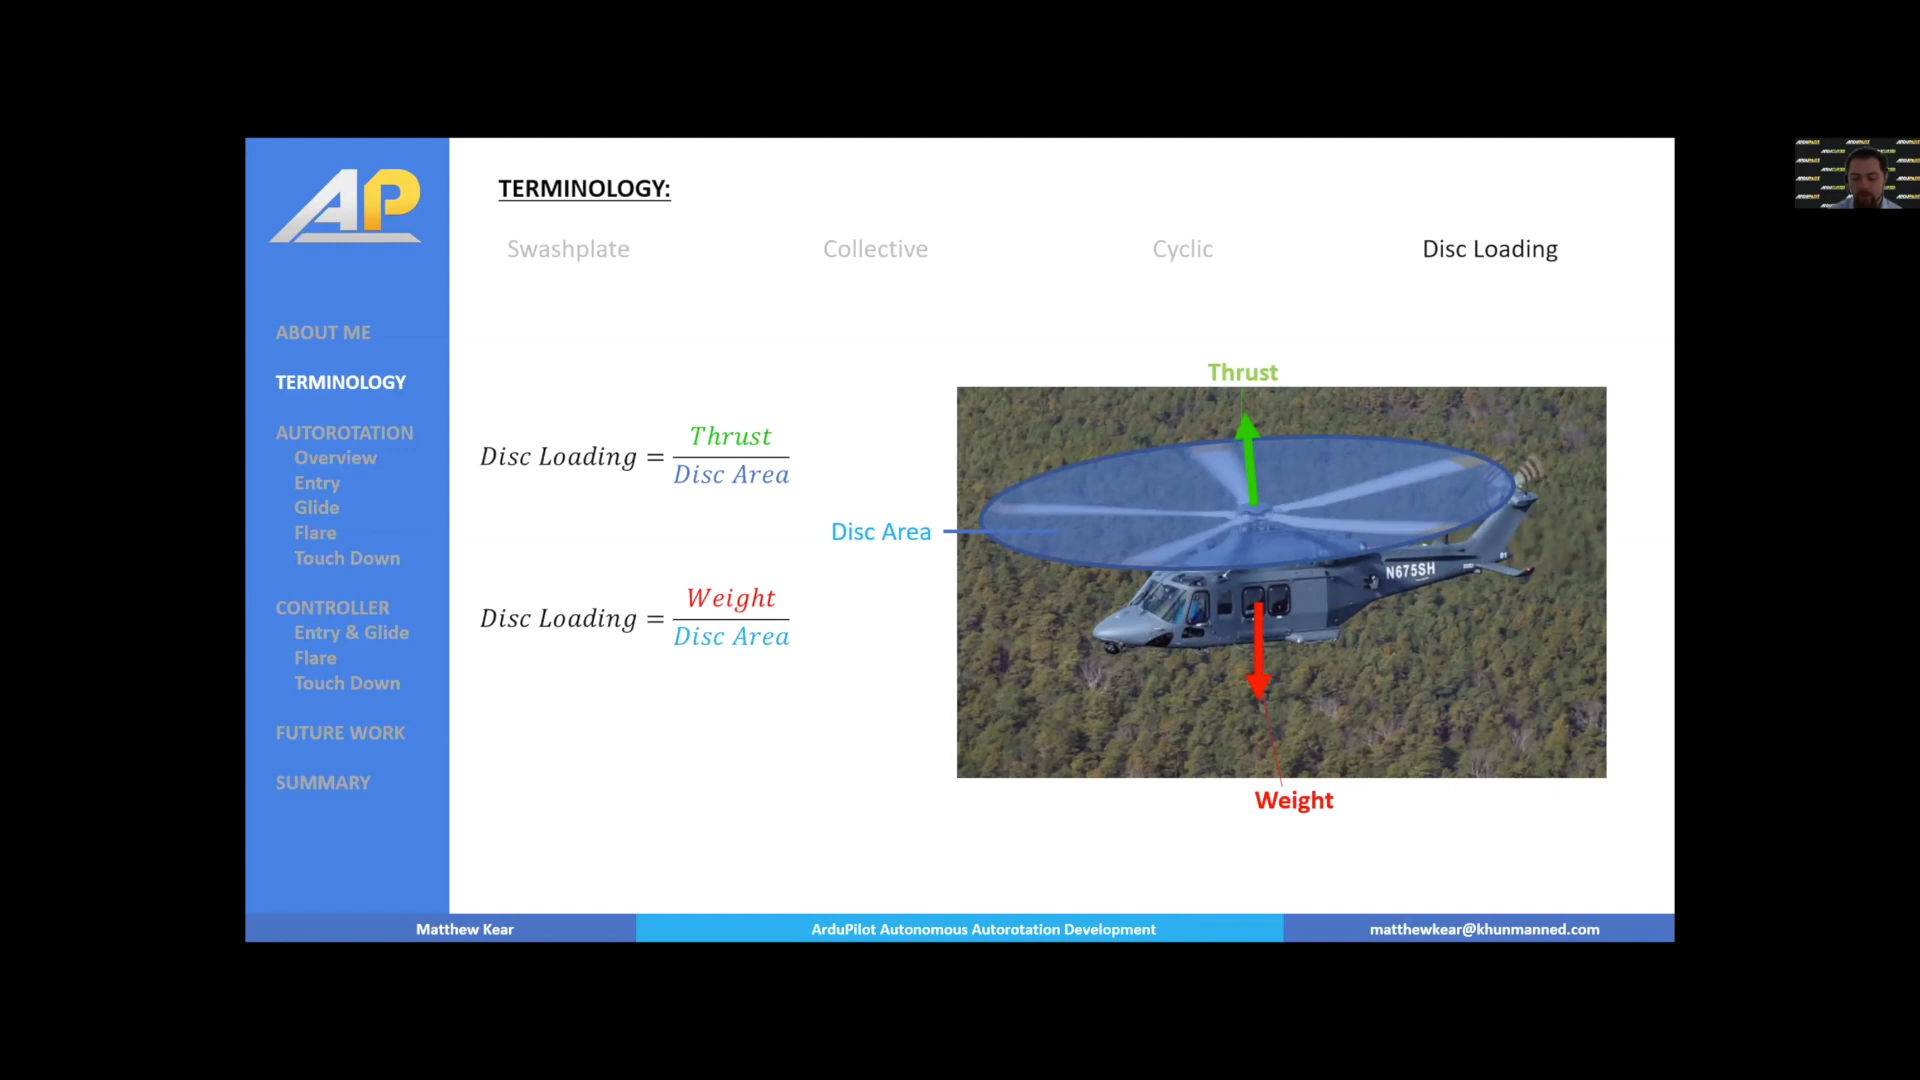 AP
ABOUT ME
TERMINOLOGY
AUTOROTATION
Overview
Entry
Glide
Flare
Touch Down
CONTROLLER
Entry & Glide
Flare
Touch Down
FUTURE WORK
SUMMARY
TERMINOLOGY:
Swashplate Collective Cyclic Disc Loading
Disc Loading = Thrust / Disc Area
Disc Loading = Weight / Disc Area
Thrust
Disc Area
N675SH
Weight
Matthew Kear
ArduPilot Autonomous Autorotation Development
matthewkear@khunmanned.com